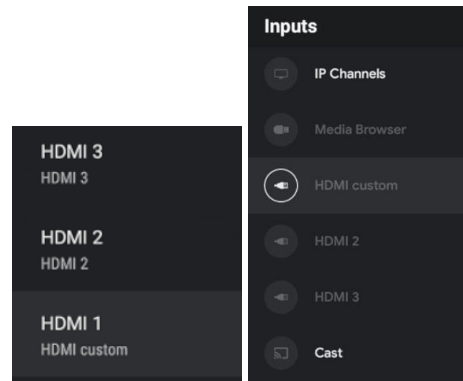 HDMI 3
HDMI 3
HDMI 2
HDMI 2
HDMI 1
HDMI custom
Inputs
IP Channels
Media Browser
HDMI custom
HDMI 2
HDMI 3
Cast